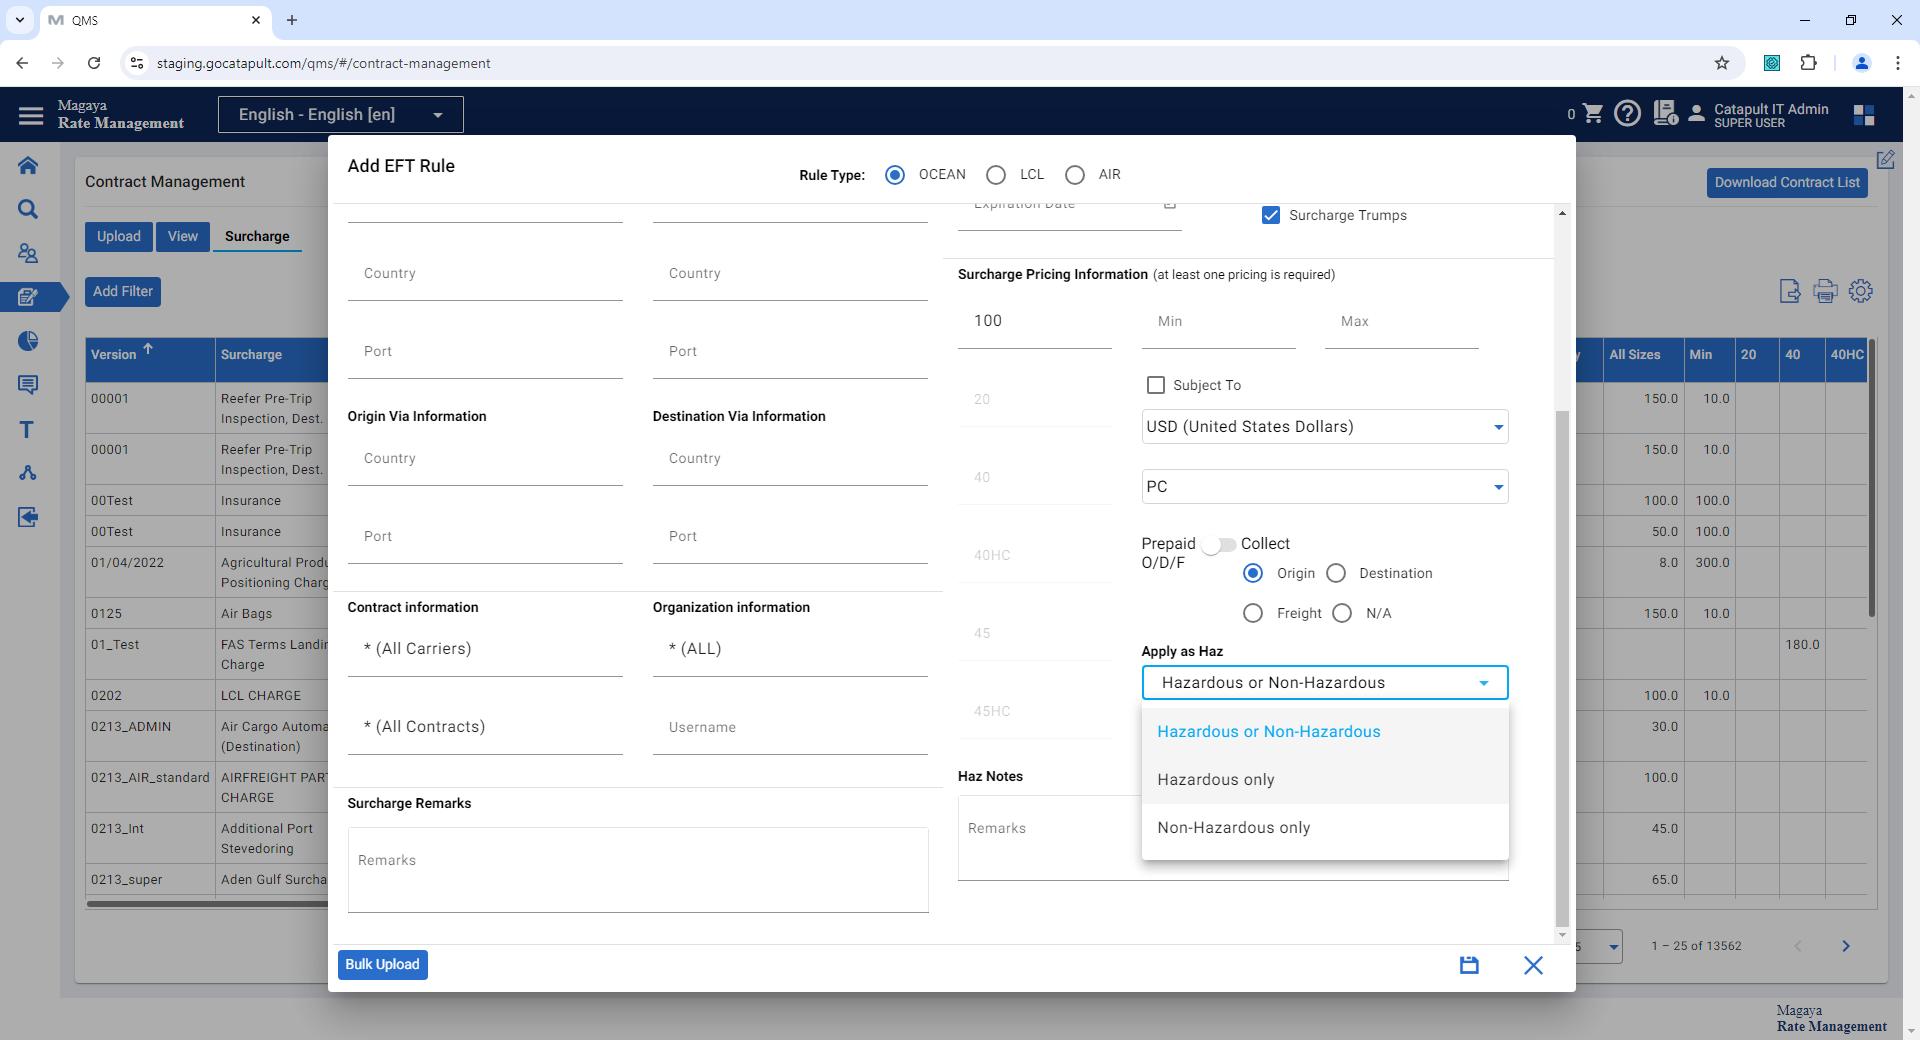 QMS
staging.gocatapult.com/qms/#/contract-management
Magaya
Rate Management
English - English [en]
0
Catapult IT Admin
SUPER USER
Contract Management
Download Contract List
Upload
View
Surcharge
Add Filter
Version
Surcharge
All Sizes
Min
20
40
40HC
00001
Reefer Pre-Trip
Inspection, Dest.
150.0
10.0
00001
Reefer Pre-Trip
Inspection, Dest.
150.0
10.0
00Test
Insurance
100.0
100.0
00Test
Insurance
50.0
100.0
01/04/2022
Agricultural
Positioning
8.0
300.0
0125
Air Bags
150.0
10.0
01_Test
FAS Terms
Charge
180.0
0202
LCL CHARGE
100.0
10.0
0213_ADMIN
Air Cargo
(Destination)
30.0
0213_AIR_standard
AIRFREIGHT
CHARGE
100.0
0213_Int
Additional Port
Stevedoring
45.0
0213_super
Aden Gulf
65.0
1 – 25 of 13562
Add EFT Rule
Rule Type:
OCEAN
LCL
AIR
Expiration Date
Surcharge Trumps
Country
Country
Port
Port
Origin Via Information
Destination Via Information
Country
Country
Port
Port
Contract information
Organization information
* (All Carriers)
* (ALL)
* (All Contracts)
Username
Surcharge Remarks
Remarks
Surcharge Pricing Information (at least one pricing is required)
100
Min
Max
20
40
40HC
45
45HC
Subject To
USD (United States Dollars)
PC
Prepaid
Collect
O/D/F
Origin
Destination
Freight
N/A
Apply as Haz
Hazardous or Non-Hazardous
Hazardous or Non-Hazardous
Hazardous only
Non-Hazardous only
Haz Notes
Remarks
Bulk Upload
Magaya
Rate Management